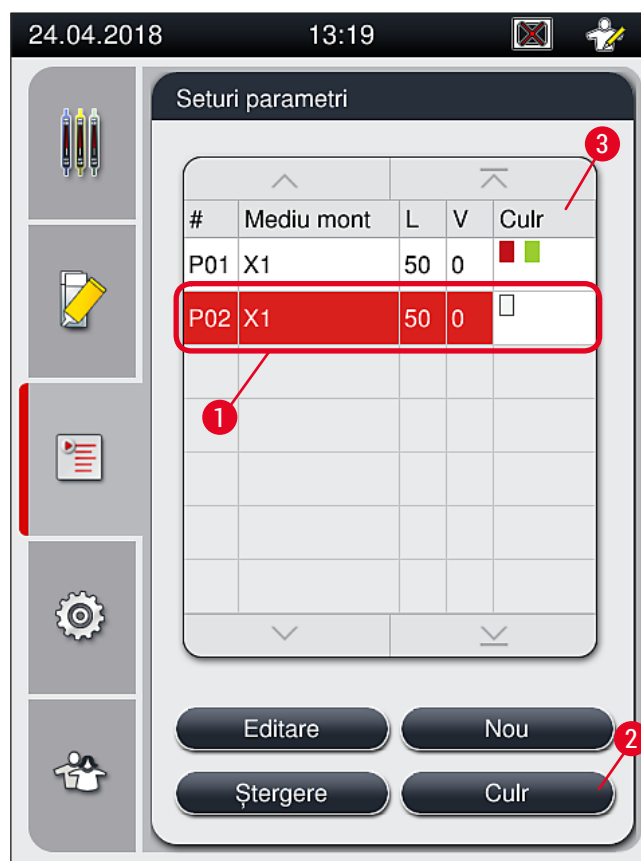 24.04.2018 13:19
Seturi parametri
3
# Mediu mont L V Culr
P01 X1 50 0
P02 X1 50 0
1
Editare Nou
2
Ștergere Culr